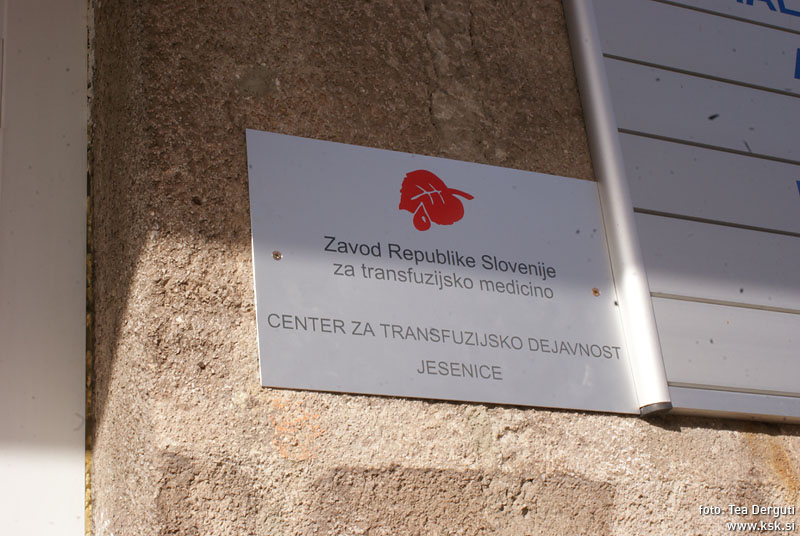 Zavod Republike Slovenije
za transfuzijsko medicino
CENTER ZA TRANSFUZIJSKO DEJAVNOST
JESENICE
foto: Tea Derguti
www.ksk.si